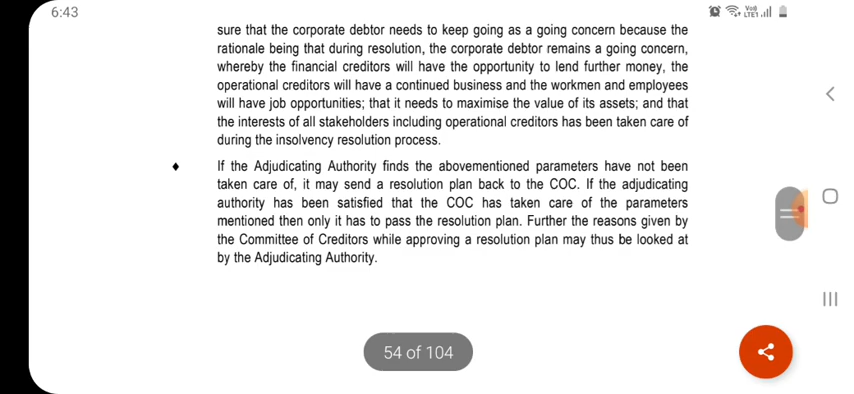 6:43
Vo))
LTE1
sure that the corporate debtor needs to keep going as a going concern because the
rationale being that during resolution, the corporate debtor remains a going concern,
whereby the financial creditors will have the opportunity to lend further money, the
operational creditors will have a continued business and the workmen and employees
will have job opportunities; that it needs to maximise the value of its assets; and that
the interests of all stakeholders including operational creditors has been taken care of
during the insolvency resolution process.
♦ If the Adjudicating Authority finds the abovementioned parameters have not been
taken care of, it may send a resolution plan back to the COC. If the adjudicating
authority has been satisfied that the COC has taken care of the parameters
mentioned then only it has to pass the resolution plan. Further the reasons given by
the Committee of Creditors while approving a resolution plan may thus be looked at
by the Adjudicating Authority.
54 of 104